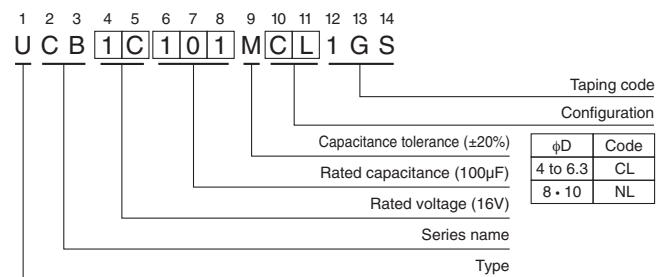 1 2 3 4 5 6 7 8 9 10 11 12 13 14
U C B 1 C 1 0 1 M C L 1 G S
Taping code
Configuration
Capacitance tolerance (±20%)
Rated capacitance (100µF)
Rated voltage (16V)
Series name
Type
ϕD Code
4 to 6.3 CL
8 • 10 NL